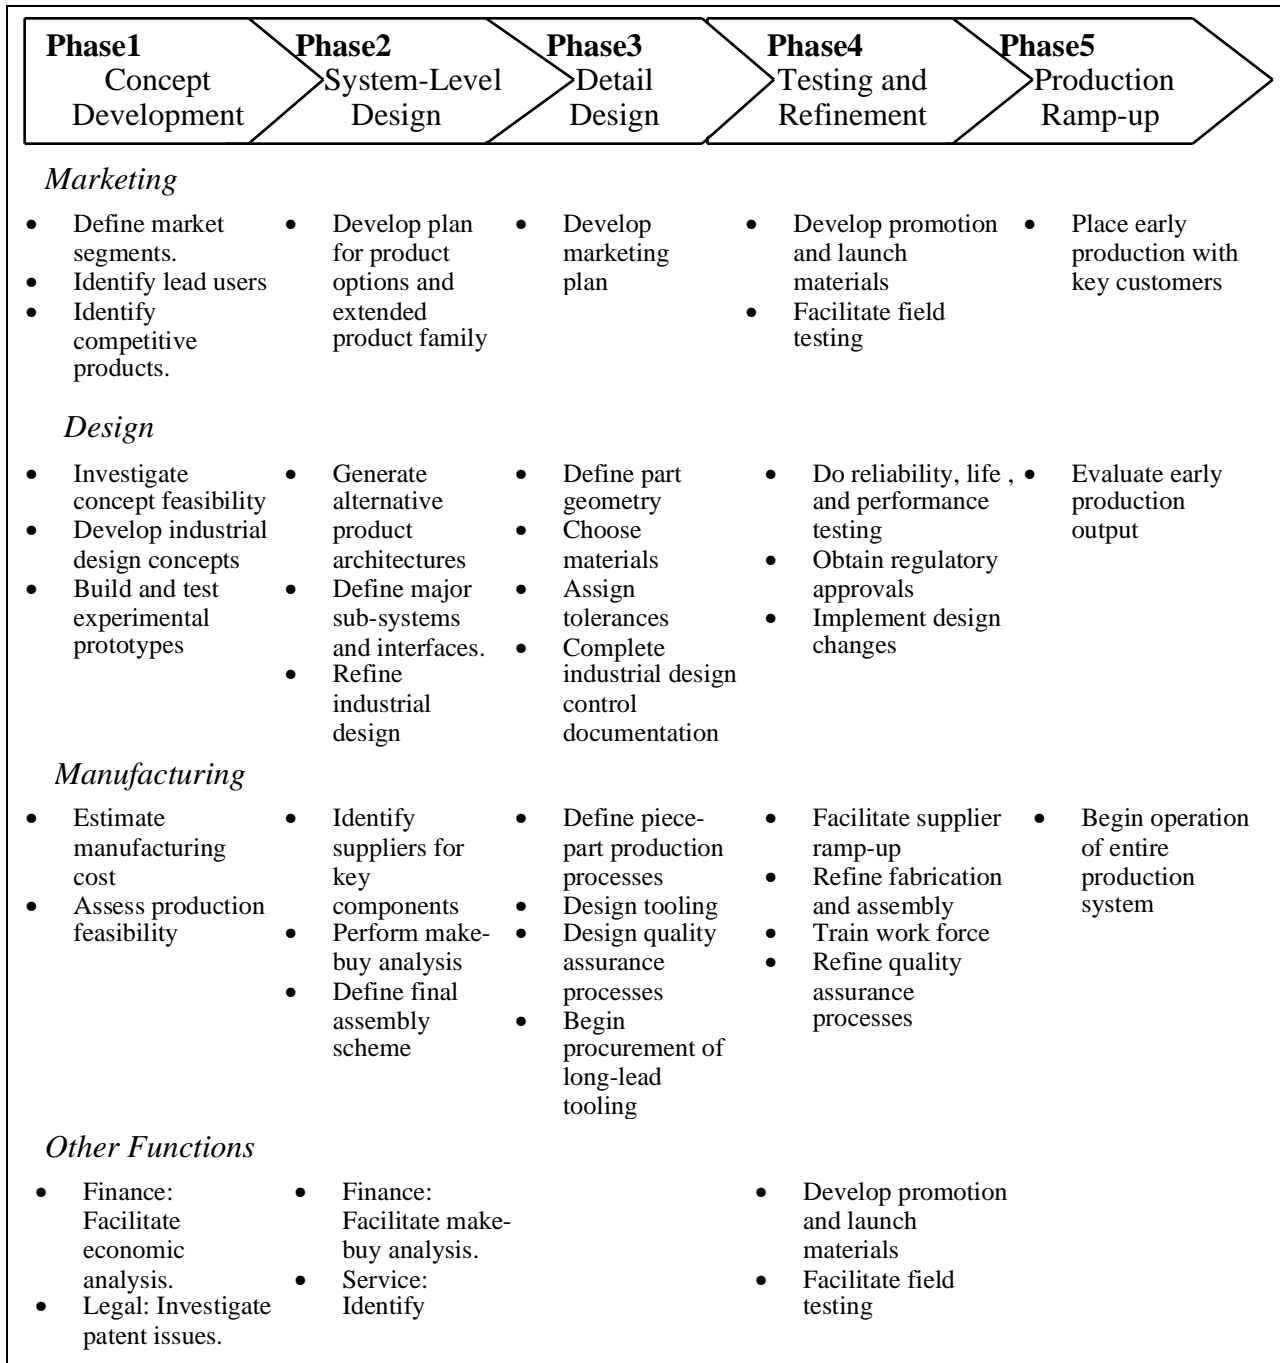 Phase1
Concept
Development
Phase2
System-Level
Design
Phase3
Detail
Design
Phase4
Testing and
Refinement
Phase5
Production
Ramp-up
Marketing
• Define market
segments.
• Identify lead users
• Identify
competitive
products.
• Develop plan
for product
options and
extended
product family
• Develop
marketing
plan
• Develop promotion
and launch
materials
• Facilitate field
testing
• Place early
production with
key customers
Design
• Investigate
concept feasibility
• Develop industrial
design concepts
• Build and test
experimental
prototypes
• Generate
alternative
product
architectures
• Define major
sub-systems
and interfaces.
• Refine
industrial
design
• Define part
geometry
• Choose
materials
• Assign
tolerances
• Complete
industrial design
control
documentation
• Do reliability, life ,
and performance
testing
• Obtain regulatory
approvals
• Implement design
changes
• Evaluate early
production
output
Manufacturing
• Estimate
manufacturing
cost
• Assess production
feasibility
• Identify
suppliers for
key
components
• Perform make-
buy analysis
• Define final
assembly
scheme
• Define piece-
part production
processes
• Design tooling
• Design quality
assurance
processes
• Begin
procurement of
long-lead
tooling
• Facilitate supplier
ramp-up
• Refine fabrication
and assembly
• Train work force
• Refine quality
assurance
processes
• Begin operation
of entire
production
system
Other Functions
• Finance:
Facilitate
economic
analysis.
• Legal: Investigate
patent issues.
• Finance:
Facilitate make-
buy analysis.
• Service:
Identify
• Develop promotion
and launch
materials
• Facilitate field
testing